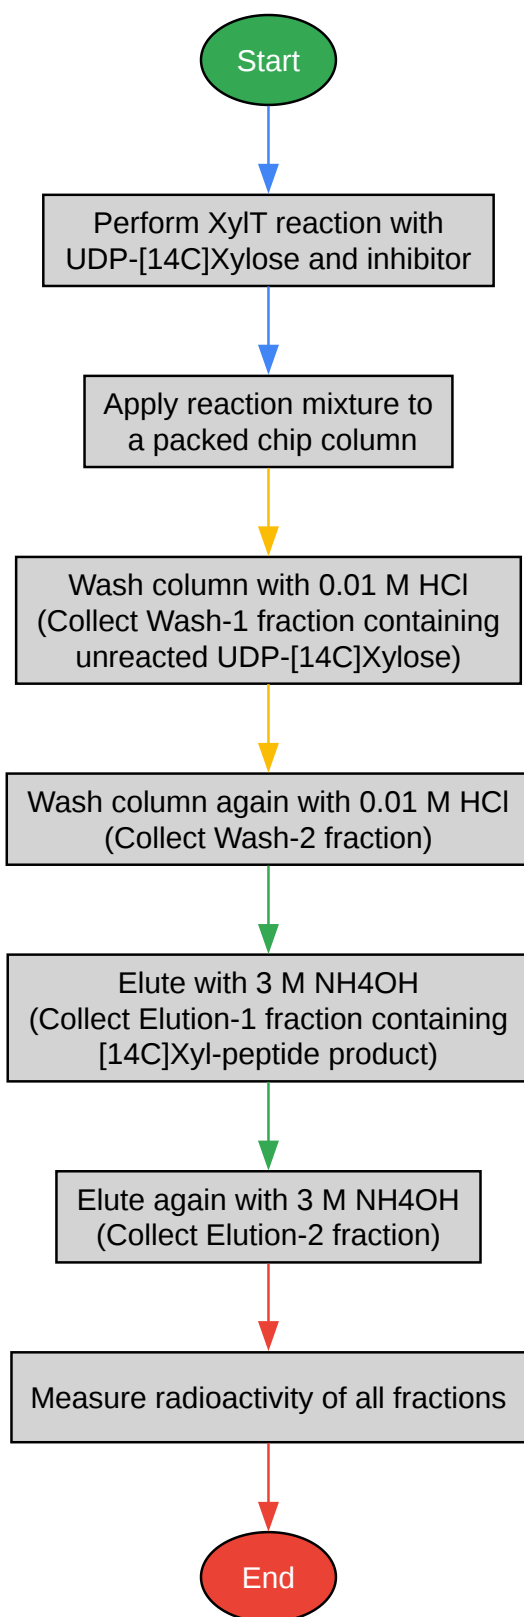 Start
Perform XylT reaction with
UDP-[14C]Xylose and inhibitor
Apply reaction mixture to
a packed chip column
Wash column with 0.01 M HCl
(Collect Wash-1 fraction containing
unreacted UDP-[14C]Xylose)
Wash column again with 0.01 M HCl
(Collect Wash-2 fraction)
Elute with 3 M NH4OH
(Collect Elution-1 fraction containing
[14C]Xyl-peptide product)
Elute again with 3 M NH4OH
(Collect Elution-2 fraction)
Measure radioactivity of all fractions
End